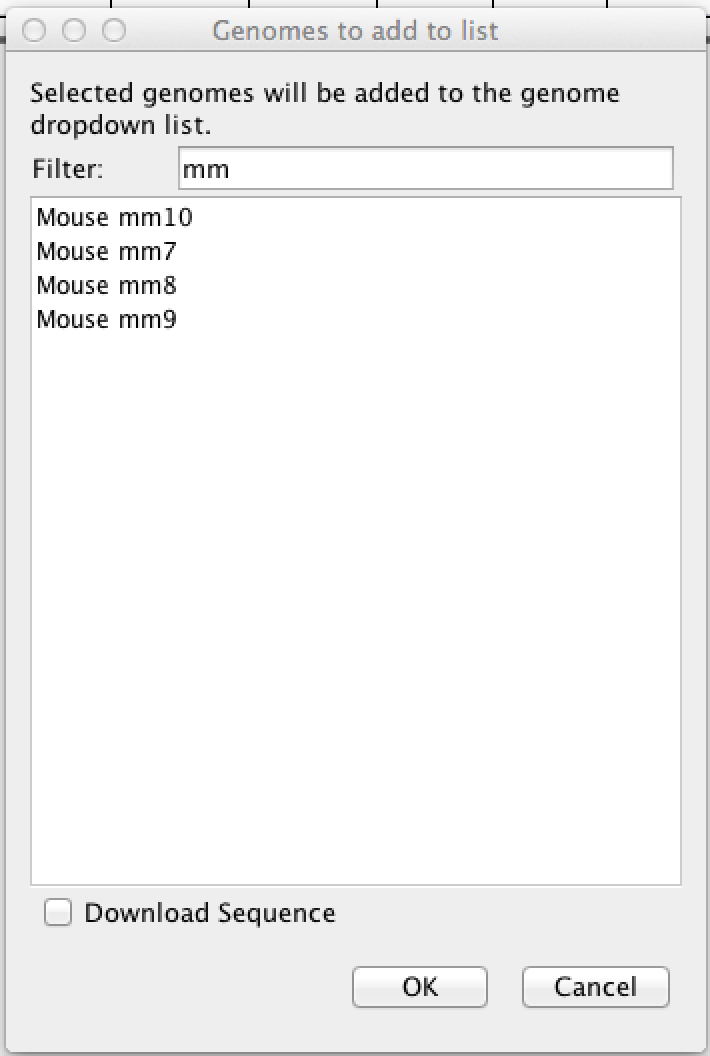 Genomes to add to list
Selected genomes will be added to the genome
dropdown list.
Filter: mm
Mouse mm10
Mouse mm7
Mouse mm8
Mouse mm9
Download Sequence
OK Cancel